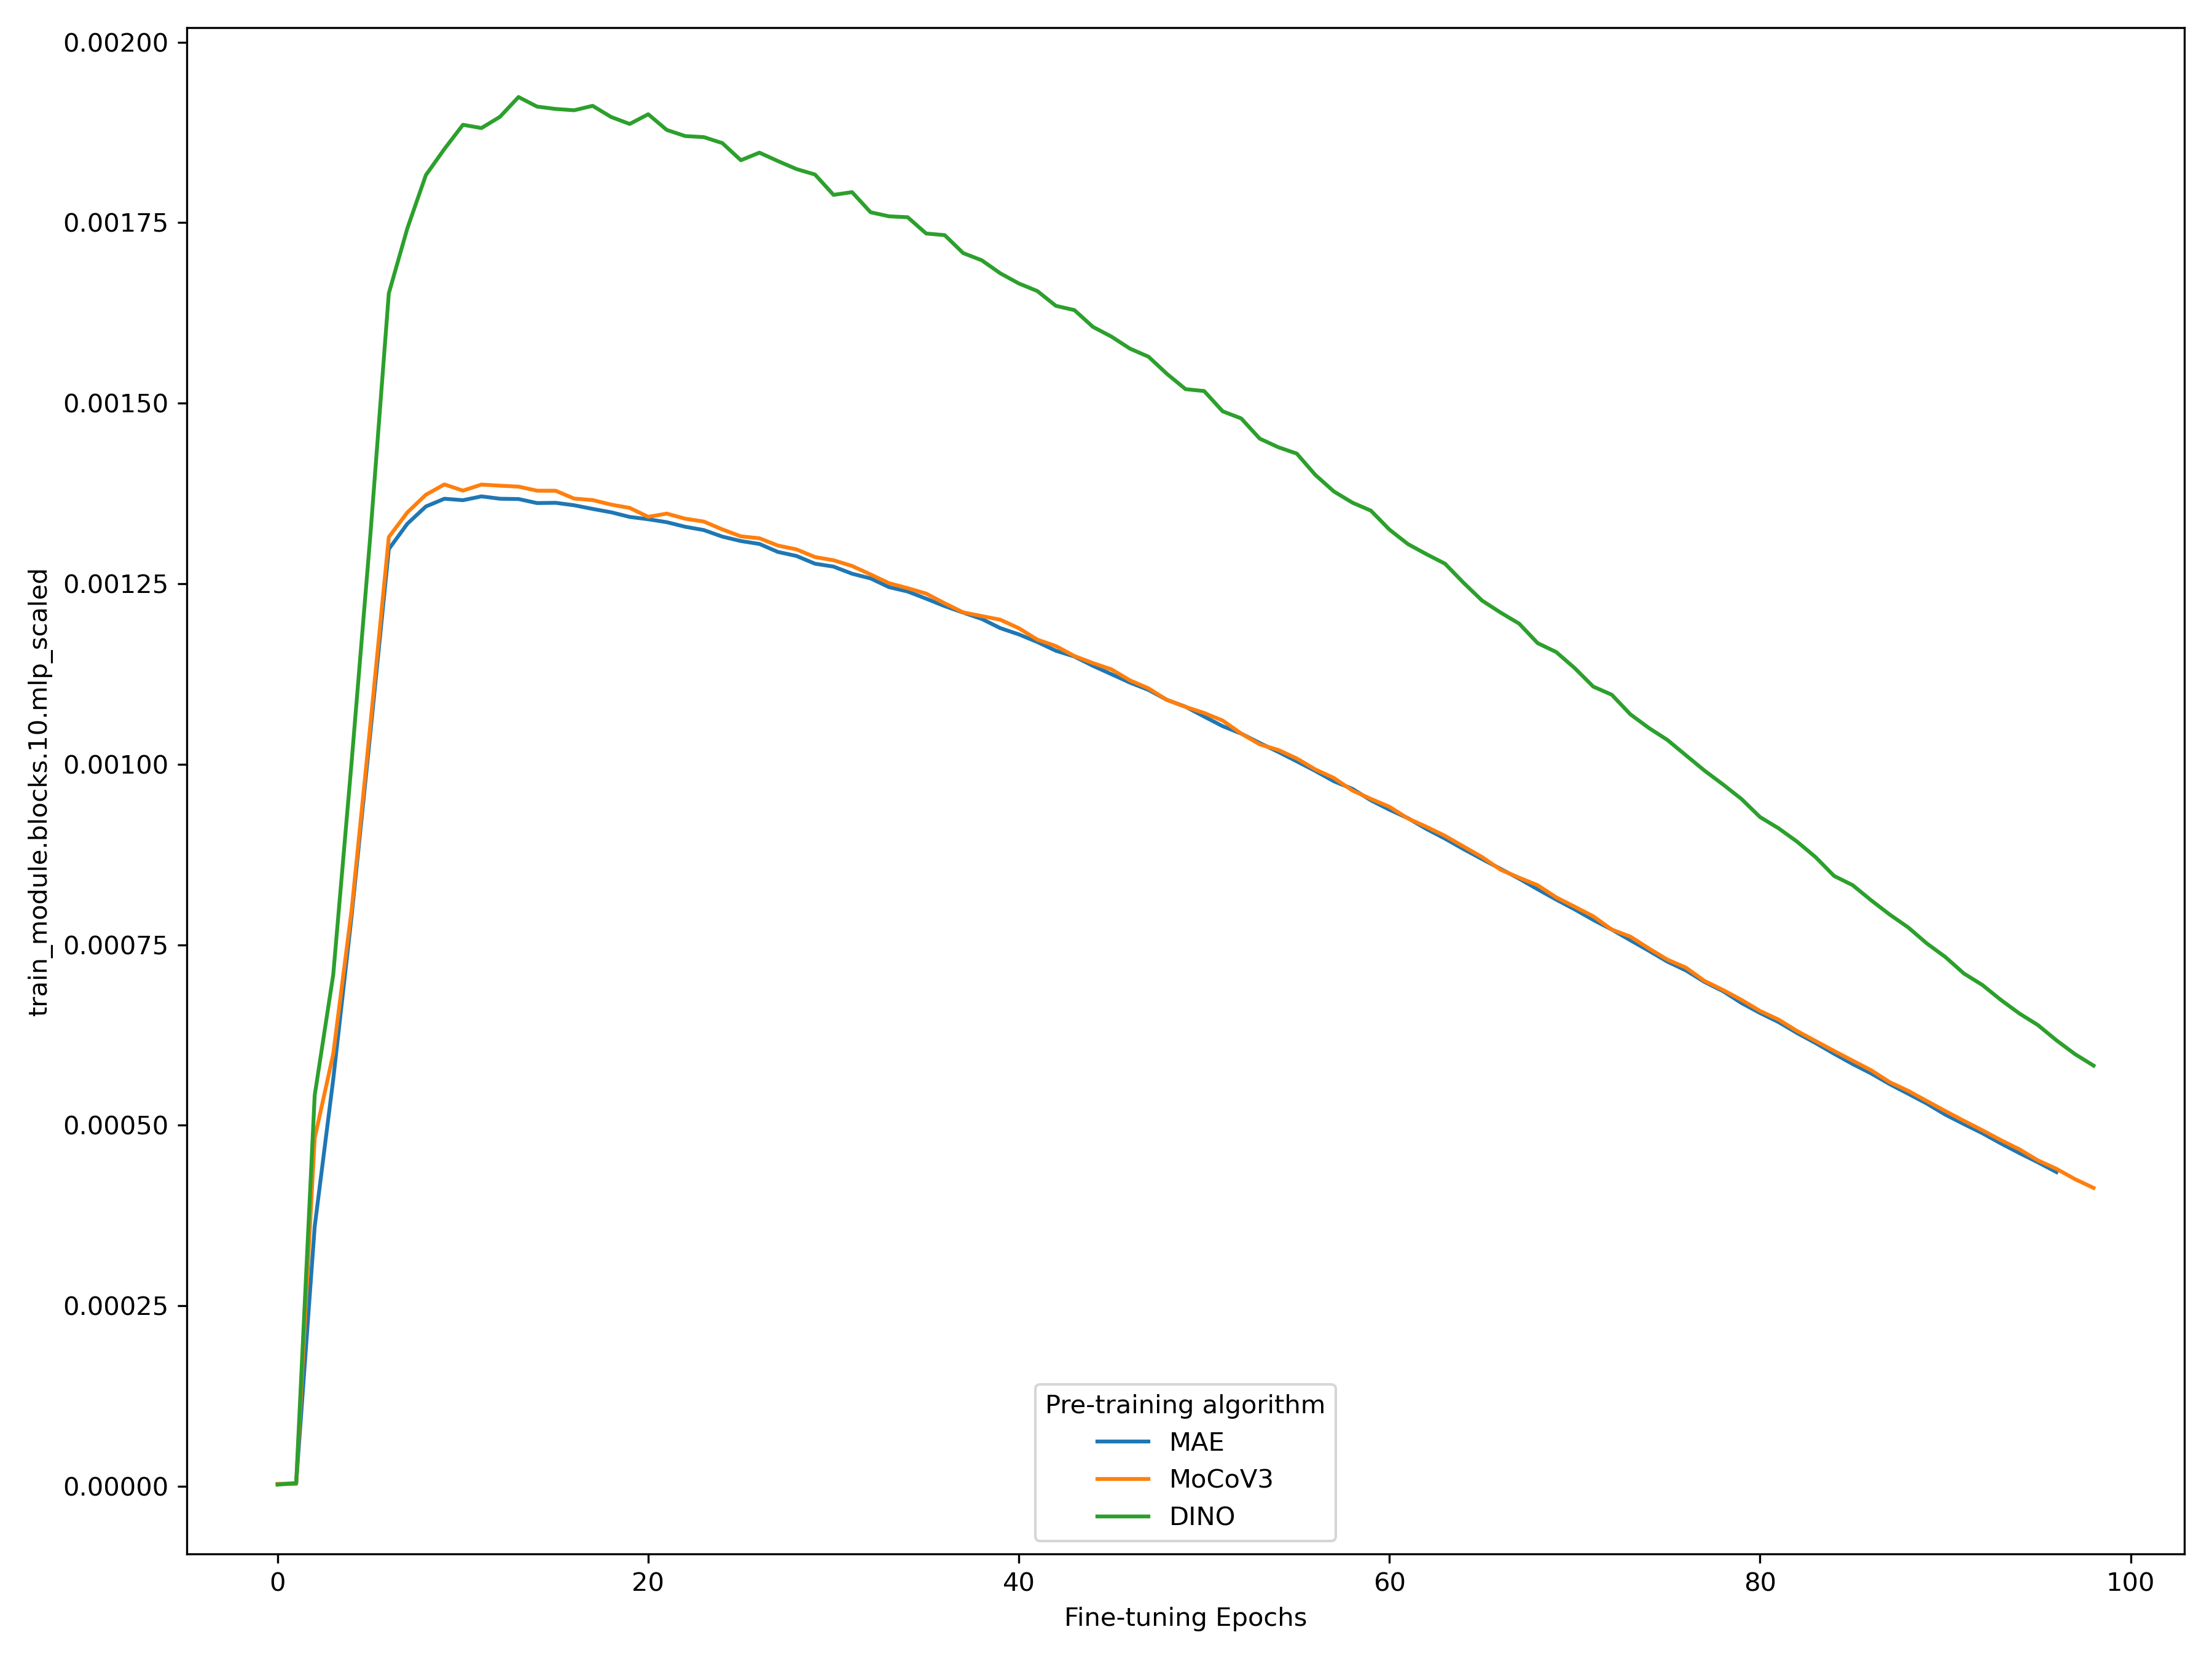 0.00200
0.00175
0.00150
0.00125
0.00100
0.00075
0.00050
0.00025
0.00000
train_module.blocks.10.mlp_scaled
Pre-training algorithm
MAE
MoCoV3
DINO
0 20 40 60 80 100
Fine-tuning Epochs